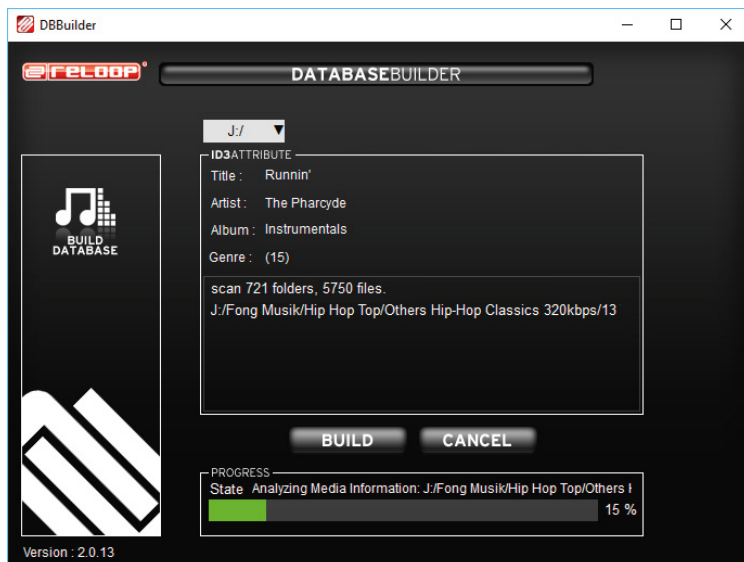 DBBuilder
reloop®
DATABASEBUILDER
J:/
ID3ATTRIBUTE
Title : Runnin'
Artist : The Pharcyde
Album : Instrumentals
Genre : (15)
BUILD
DATABASE
scan 721 folders, 5750 files.
J:/Fong Musik/Hip Hop Top/Others Hip-Hop Classics 320kbps/13
BUILD CANCEL
PROGRESS
State Analyzing Media Information: J:/Fong Musik/Hip Hop Top/Others
15 %
Version : 2.0.13